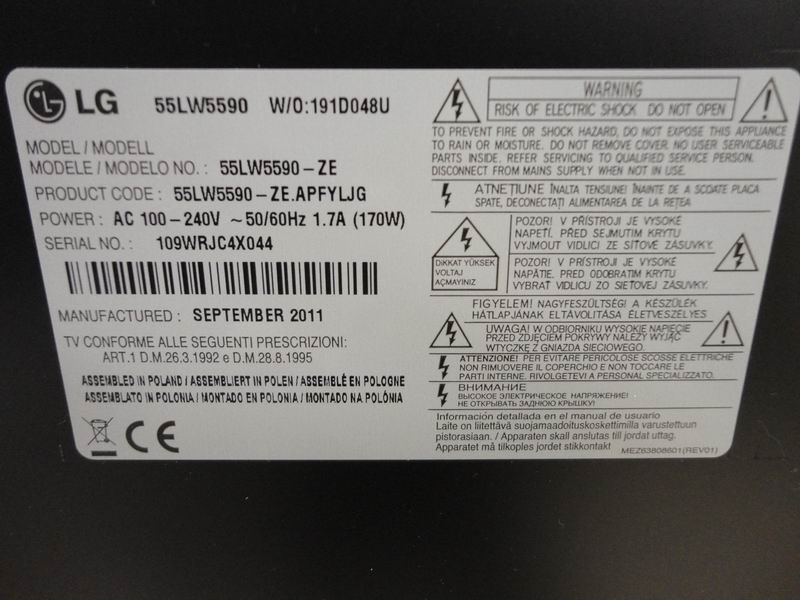 LG 55LW5590 W/O:191D048U
MODEL / MODELL
MODELE / MODELO NO. : 55LW5590-ZE
PRODUCT CODE : 55LW5590-ZE.APFYLJG
POWER : AC 100-240V ~50/60Hz 1.7A (170W)
SERIAL NO. : 109WRJC4X044
MANUFACTURED : SEPTEMBER 2011
TV CONFORME ALLE SEGUENTI PRESCRIZIONI:
ART.1 D.M.26.3.1992 e D.M.28.8.1995
ASSEMBLED IN POLAND / ASSEMBLIERT IN POLEN / ASSEMBLÉ EN POLOGNE
ASSEMBLATO IN POLONIA / MONTADO EN POLONIA / MONTADO NA POLÔNIA
CE
WARNING
RISK OF ELECTRIC SHOCK DO NOT OPEN
TO PREVENT FIRE OR SHOCK HAZARD, DO NOT EXPOSE THIS APPLIANCE
TO RAIN OR MOISTURE. DO NOT REMOVE COVER. NO USER SERVICEABLE
PARTS INSIDE. REFER SERVICING TO QUALIFIED SERVICE PERSON.
DISCONNECT FROM MAINS SUPPLY WHEN NOT IN USE.
ATNEŢIUNE ÎNALTA TENSIUNE! ÎNAINTE DE A SCOATE PLACA
SPATE, DECONECTAŢI ALIMENTAREA DE LA REŢEA
DiKKAT YÜKSEK
VOLTAJ
AÇMAYINIZ
POZOR! V PŘÍSTROJI JE VYSOKÉ
NAPETÍ. PŘED SEJMUTIM KRYTU
VYJMOUT VIDLICI ZE SÍŤOVÉ ZÁSUVKY.
POZOR! V PRÍSTROJI JE VYSOKÉ
NAPÄTIE. PRED ODOBRATIM KRYTU
VYBRAŤ VIDLICU ZO SIEŤOVEJ ZÁSUVKY.
FIGYELEM! NAGYFESZÜLTSÉG! A KÉSZÜLÉK
HÁTLAPJÁNAK ELTÁVOLÍTÁSA ÉLETVESZÉLYES
UWAGA! W ODBIORNIKU WYSOKIE NAPIĘCIE
PRZED ZDJĘCIEM POKRYWY NALEŻY WYJĄĆ
WTYCZKĘ Z GNIAZDA SIECIOWEGO.
ATTENZIONE! PER EVITARE PERICOLOSE SCOSSE ELETTRICHE
NON RIMUOVERE IL COPERCHIO E NON TOCCARE LE
PARTI INTERNE. RIVOLGETEVI A PERSONAL SPECIALIZZATO.
ВНИМАНИЕ
ВЫСОКОЕ ЭЛЕКТРИЧЕСКОЕ НАПРЯЖЕНИЕ!
НЕ ОТКРЫВАТЬ ЗАДНЮЮ КРЫШКУ!
Información detallada en el manual de usuario
Laite on liitettävä suojamaadoituskoskettimilla varustettuun
pistorasiaan. / Apparaten skall anslutas till jordat uttag.
Apparatet må tilkoples jordet stikkontakt MEZ63808601(REV01)